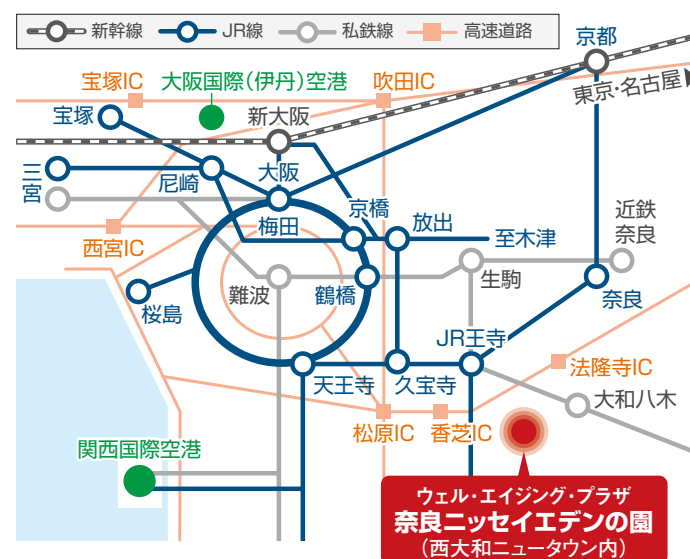 新幹線 JR線 私鉄線 高速道路
京都
宝塚IC
大阪国際(伊丹)空港
吹田IC
東京・名古屋
宝塚
新大阪
三宮
尼崎
大阪
梅田
京橋
放出
至木津
近鉄
奈良
西宮IC
桜島
難波
鶴橋
生駒
奈良
JR王寺
天王寺
久宝寺
法隆寺IC
大和八木
松原IC
香芝IC
関西国際空港
ウェル・エイジング・プラザ
奈良ニッセイエデンの園
(西大和ニュータウン内)